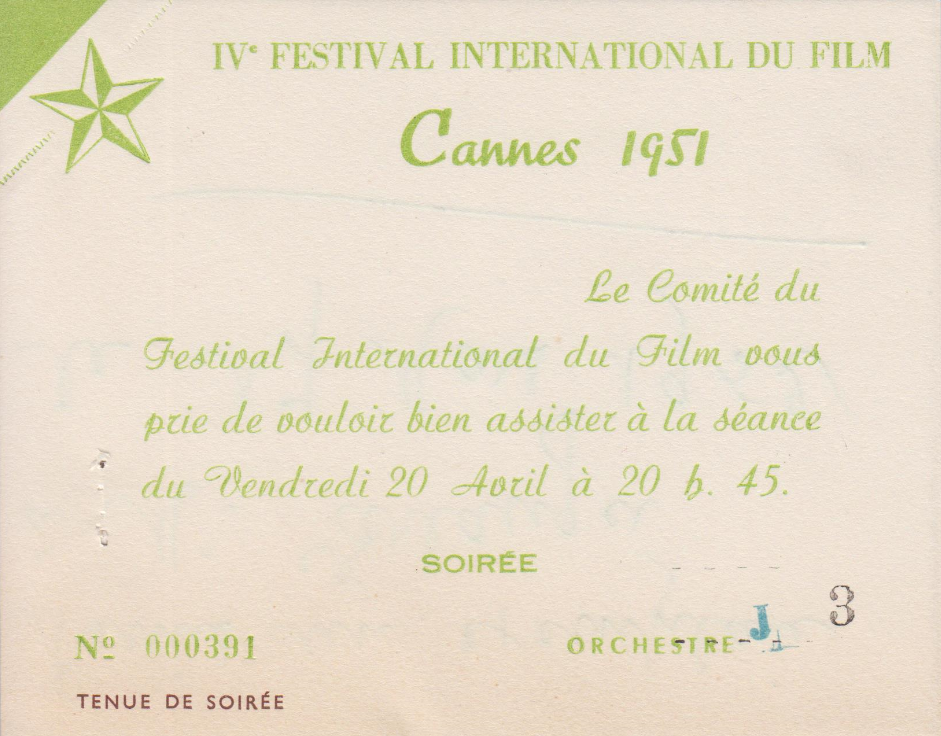 IVe FESTIVAL INTERNATIONAL DU FILM
Cannes 1951
Le Comité du
Festival International du Film vous
prie de vouloir bien assister à la séance
du Vendredi 20 Avril à 20 h. 45.
SOIRÉE
Nº 000391
ORCHESTRE J 3
TENUE DE SOIRÉE